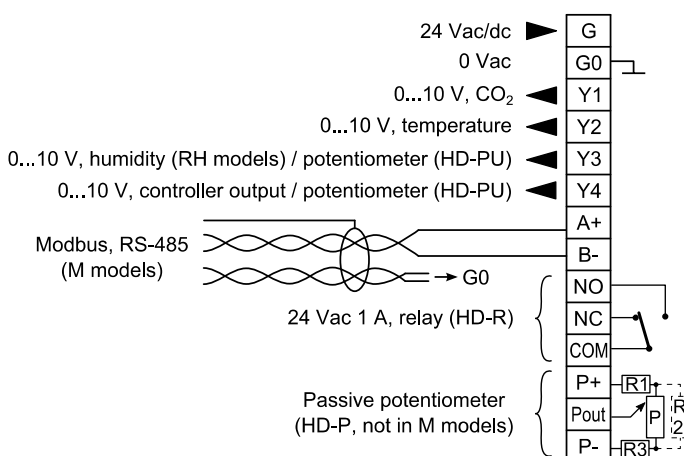 24 Vac/dc G
0 Vac G0
0...10 V, CO₂ Y1
0...10 V, temperature Y2
0...10 V, humidity (RH models) / potentiometer (HD-PU) Y3
0...10 V, controller output / potentiometer (HD-PU) Y4
A+
Modbus, RS-485
(M models)
B-
G0
NO
24 Vac 1 A, relay (HD-R) NC
COM
P+ R1
Passive potentiometer
(HD-P, not in M models)
Pout P R
2
P- R3